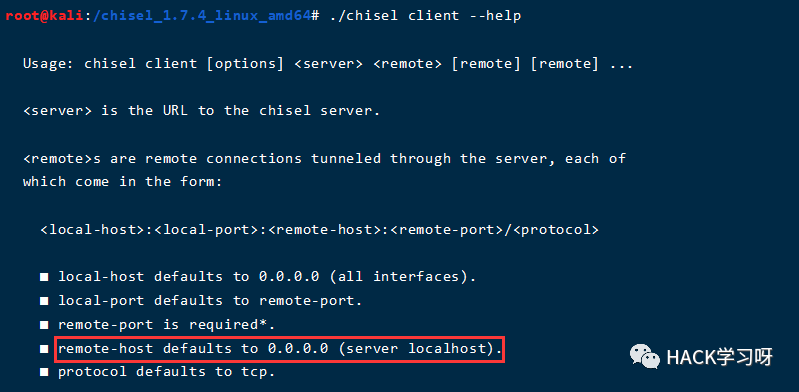 root@kali:/chisel_1.7.4_linux_amd64# ./chisel client --help
Usage: chisel client [options] <server> <remote> [remote] [remote] ...
<server> is the URL to the chisel server.
<remote>s are remote connections tunneled through the server, each of
which come in the form:
<local-host>:<local-port>:<remote-host>:<remote-port>/<protocol>
■ local-host defaults to 0.0.0.0 (all interfaces).
■ local-port defaults to remote-port.
■ remote-port is required*.
■ remote-host defaults to 0.0.0.0 (server localhost).
■ protocol defaults to tcp.
HACK学习呀